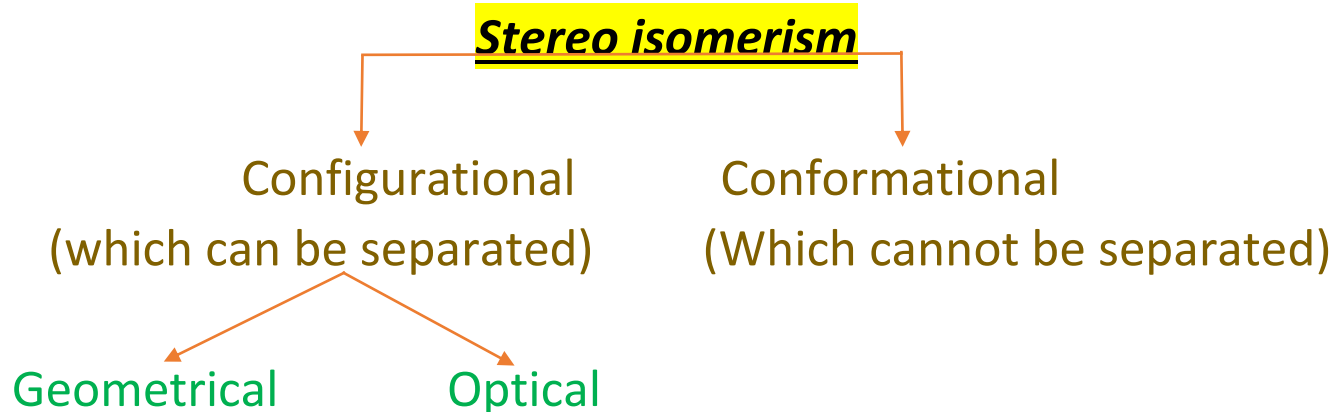 Stereo isomerism
Configurational
(which can be separated)
Conformational
(Which cannot be separated)
Geometrical
Optical